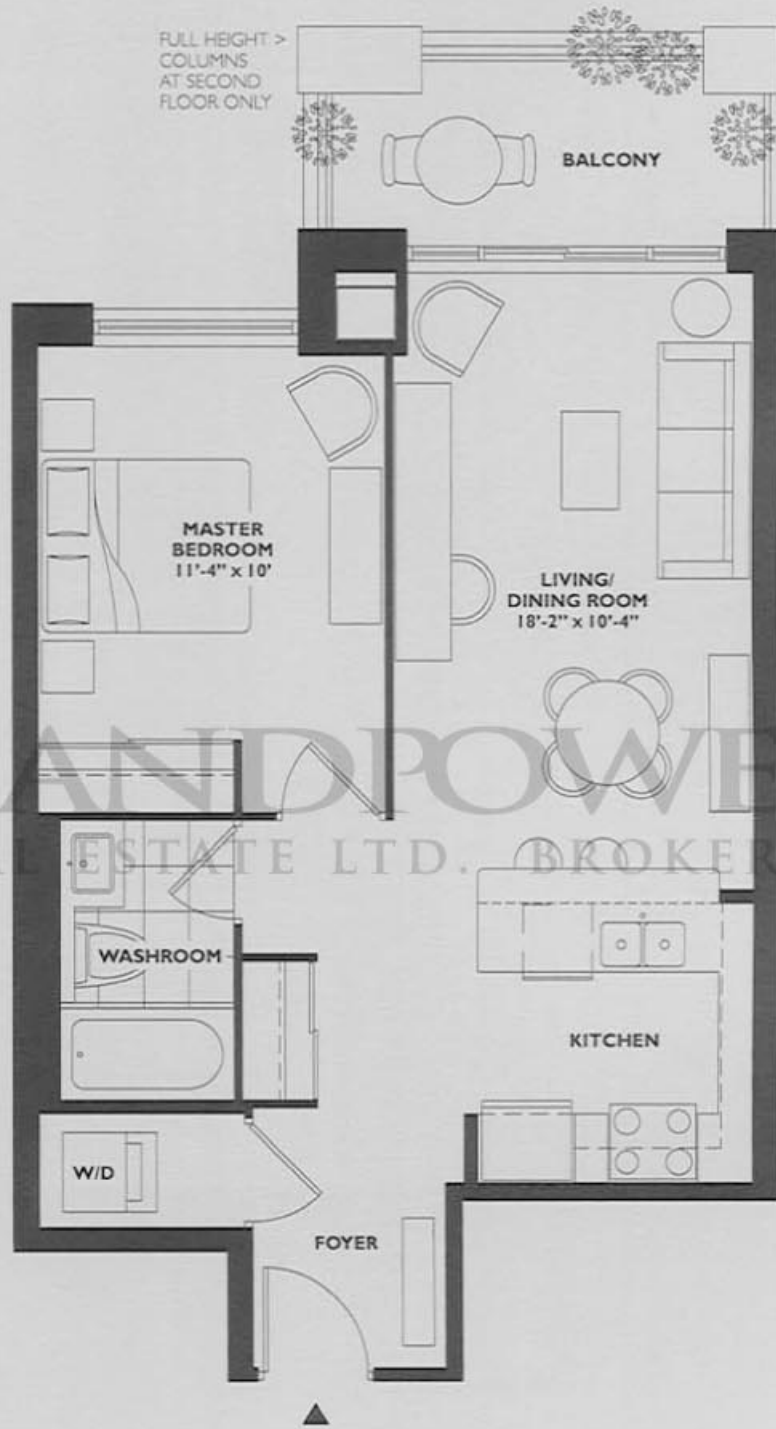 FULL HEIGHT >
COLUMNS
AT SECOND
FLOOR ONLY
BALCONY
MASTER
BEDROOM
11'-4" x 10'
LIVING/
DINING ROOM
18'-2" x 10'-4"
ANDPOWE
L ESTATE LTD. BROKER
WASHROOM
KITCHEN
W/D
FOYER